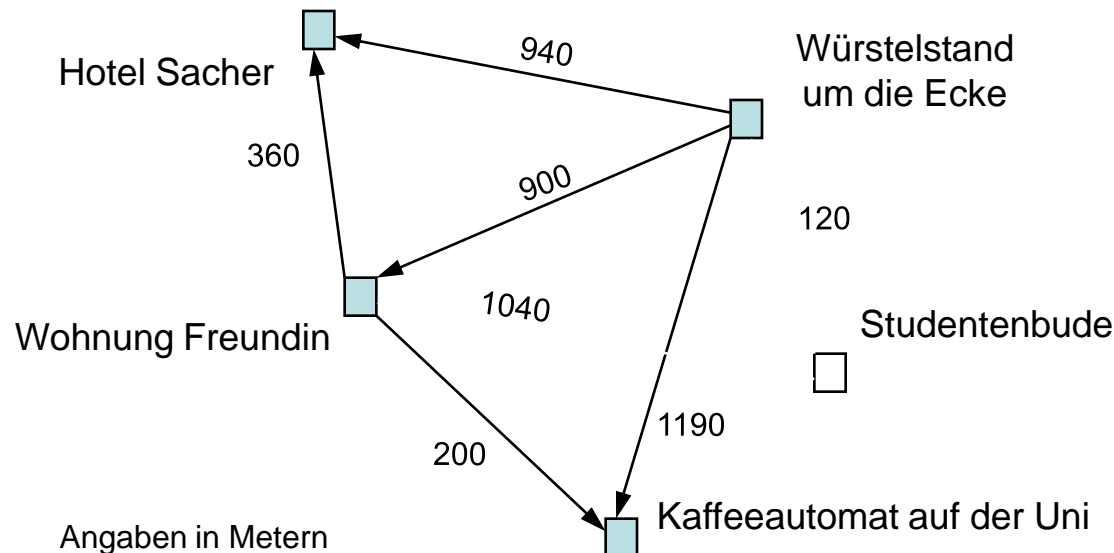 940
Würstelstand
um die Ecke
Hotel Sacher
360
900
120
1040
Studentenbude
Wohnung Freundin
1190
200
Kaffeeautomat auf der Uni
Angaben in Metern